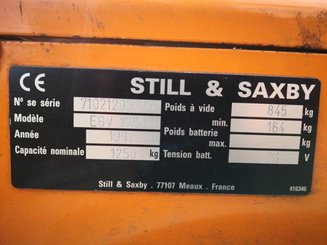 CE STILL & SAXBY
N° se série
Poids à vide 845 kg
Modèle EG/ min.
Poids batterie 164 kg
Année max. kg
Capacité nominale 1250 kg Tension batt. V
Still & Saxby . 77107 Meaux . France
416346